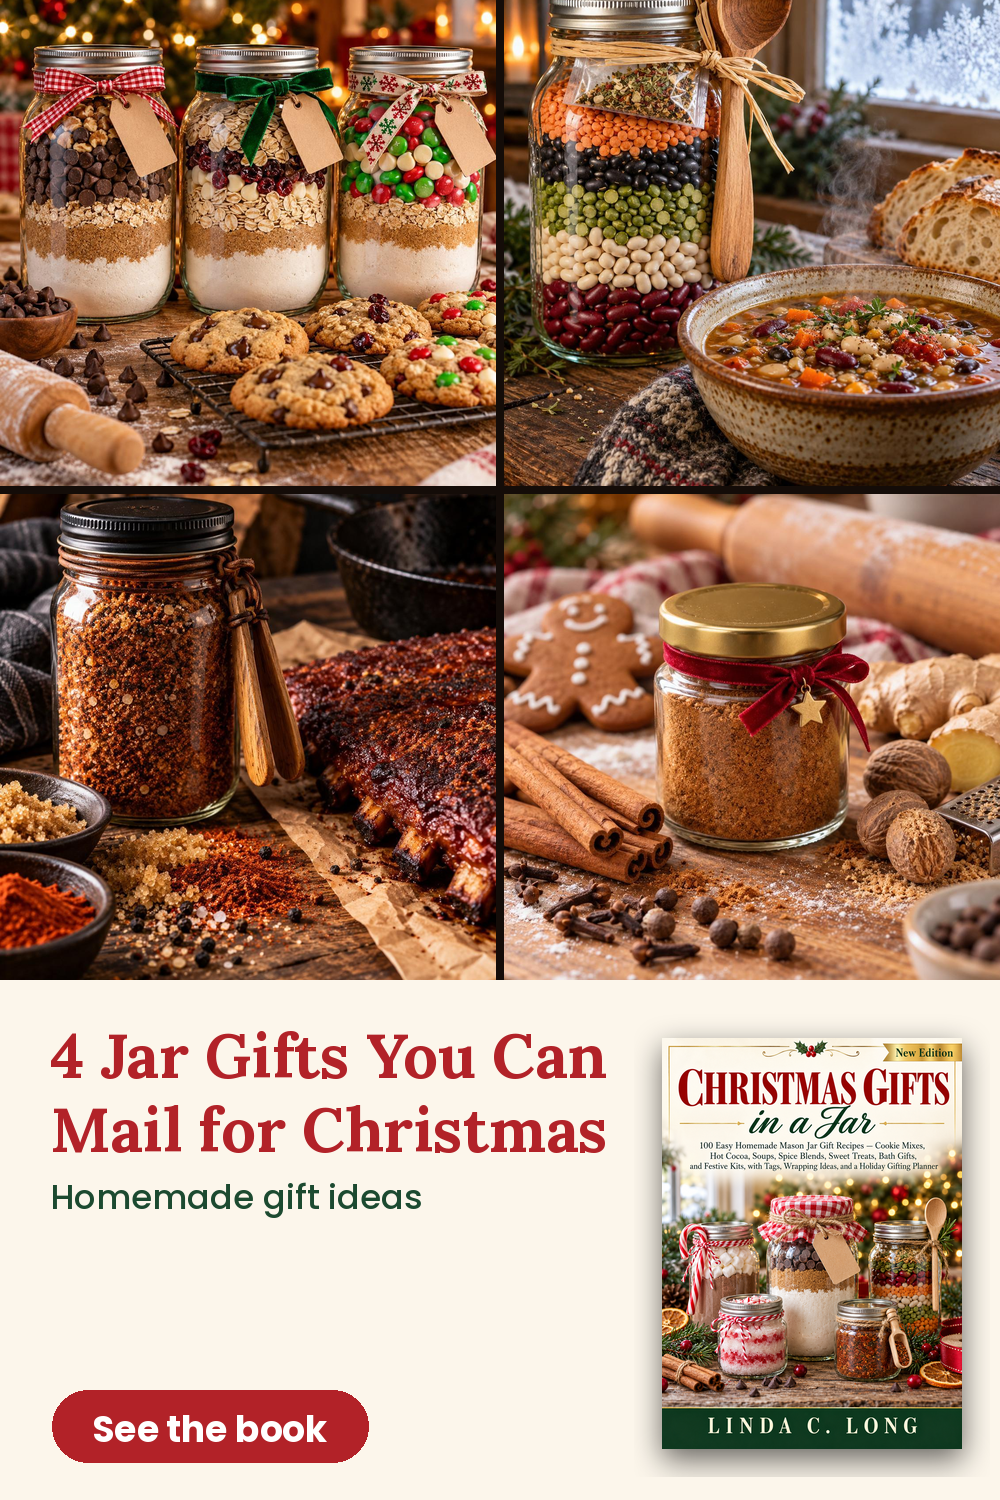 4 Jar Gifts You Can
Mail for Christmas
Homemade gift ideas
See the book
New Edition
CHRISTMAS GIFTS
in a Jar
100 Easy Homemade Mason Jar Gift Recipes — Cookie Mixes,
Hot Cocoa, Soups, Spice Blends, Sweet Treats, Bath Gifts,
and Festive Kits, with Tags, Wrapping Ideas, and a Holiday Gifting Planner
LINDA C. LONG